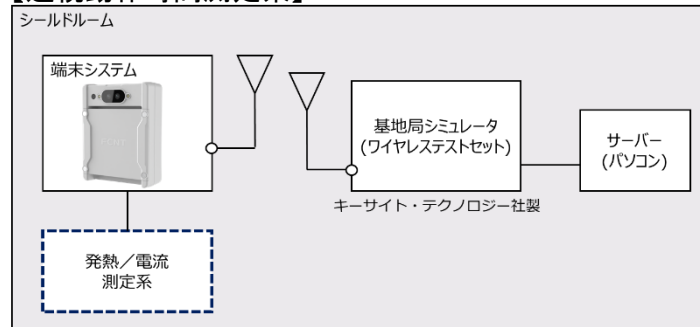 シールドルーム
端末システム
基地局シミュレータ
(ワイヤレステストセット)
サーバー
(パソコン)
キーサイト・テクノロジー社製
発熱／電流
測定系